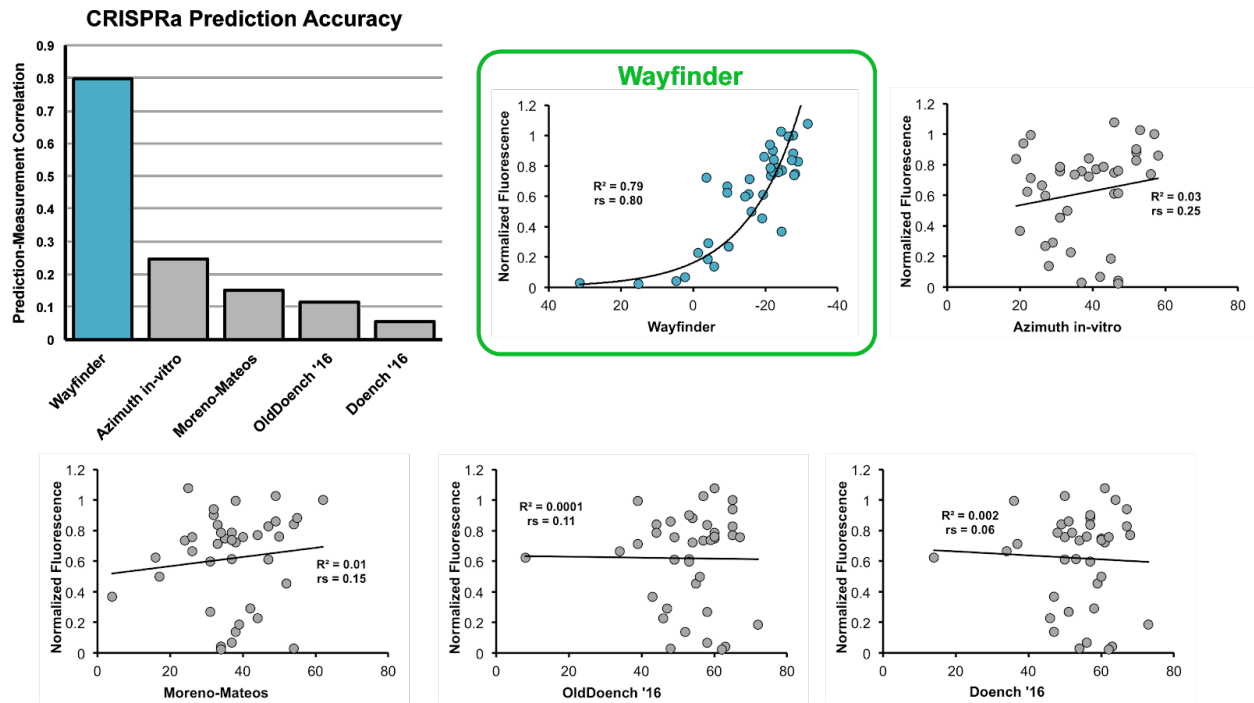 CRISPRa Prediction Accuracy
Prediction-Measurement Correlation
0.9
0.8
0.7
0.6
0.5
0.4
0.3
0.2
0.1
0
Wayfinder
Azimuth in-vitro
Moreno-Mateos
OldDoench '16
Doench '16
Wayfinder
Normalized Fluorescence
1.2
1
0.8
0.6
0.4
0.2
0
R² = 0.79
rs = 0.80
40 20 0 -20 -40
Wayfinder
Normalized Fluorescence
1.2
1
0.8
0.6
0.4
0.2
0
R² = 0.03
rs = 0.25
0 20 40 60 80
Azimuth in-vitro
Normalized Fluorescence
1.2
1
0.8
0.6
0.4
0.2
0
R² = 0.01
rs = 0.15
0 20 40 60 80
Moreno-Mateos
Normalized Fluorescence
1.2
1
0.8
0.6
0.4
0.2
0
R² = 0.0001
rs = 0.11
0 20 40 60 80
OldDoench '16
Normalized Fluorescence
1.2
1
0.8
0.6
0.4
0.2
0
R² = 0.002
rs = 0.06
0 20 40 60 80
Doench '16